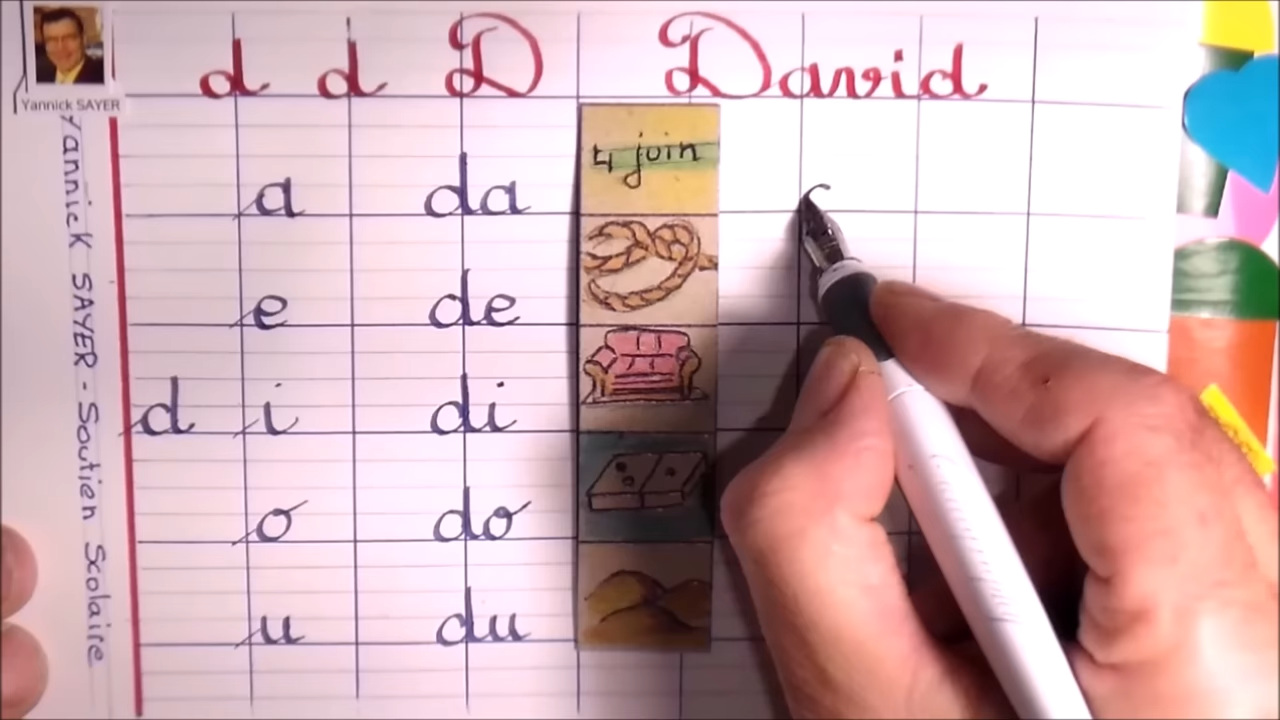 Yannick SAYER
Yannick SAYER - Soutien Scolaire
d d D David
4 juin
a da
e de
d i di
o do
u du